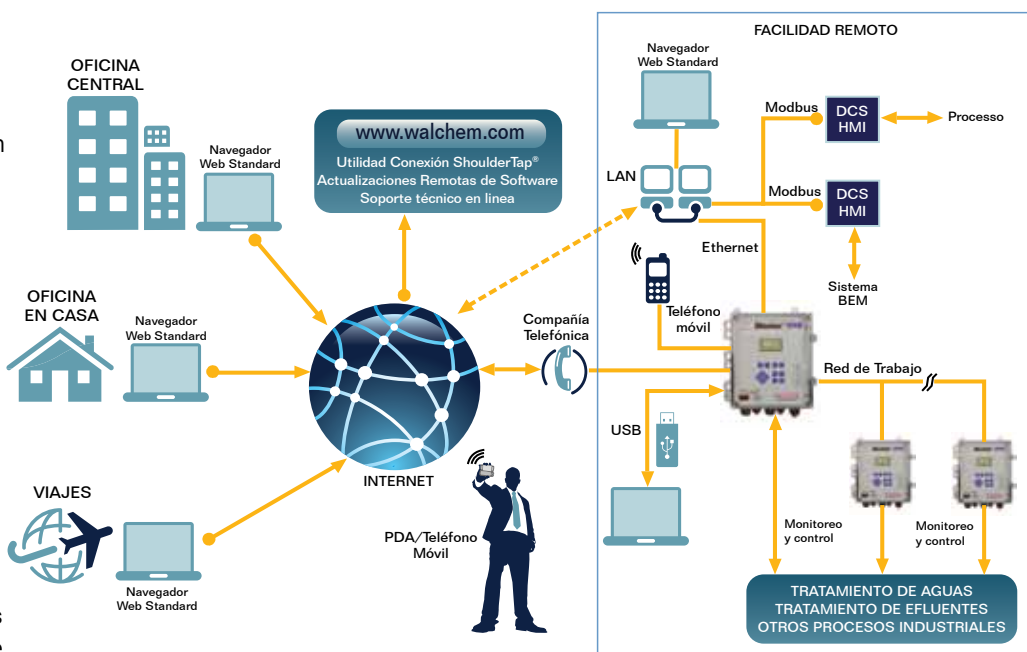 FACILIDAD REMOTO
OFICINA
CENTRAL
Navegador
Web Standard
www.walchem.com
Utilidad Conexión ShoulderTap®
Actualizaciones Remotas de Software
Soporte técnico en linea
Navegador
Web Standard
LAN
Modbus
DCS
HMI
Processo
Modbus
DCS
HMI
Ethernet
Sistema
BEM
Teléfono
móvil
OFICINA
EN CASA
Navegador
Web Standard
Compañía
Telefónica
Red de Trabajo
USB
INTERNET
VIAJES
Navegador
Web Standard
PDA/Teléfono
Móvil
Monitoreo
y control
Monitoreo
y control
TRATAMIENTO DE AGUAS
TRATAMIENTO DE EFLUENTES
OTROS PROCESOS INDUSTRIALES